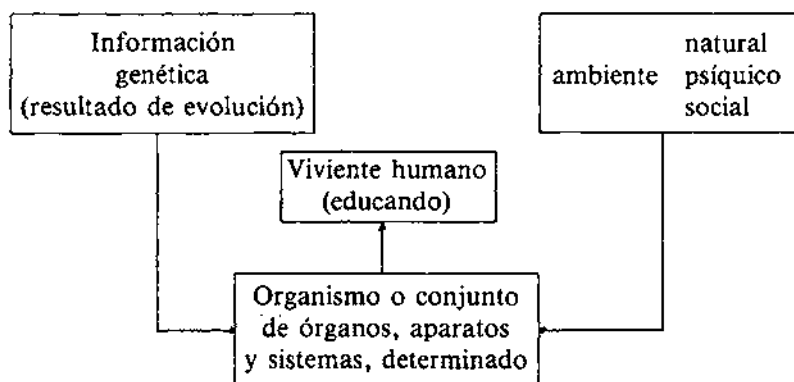 Información
genética
(resultado de evolución)
natural
ambiente psíquico
social
Viviente humano
(educando)
Organismo o conjunto
de órganos, aparatos
y sistemas, determinado